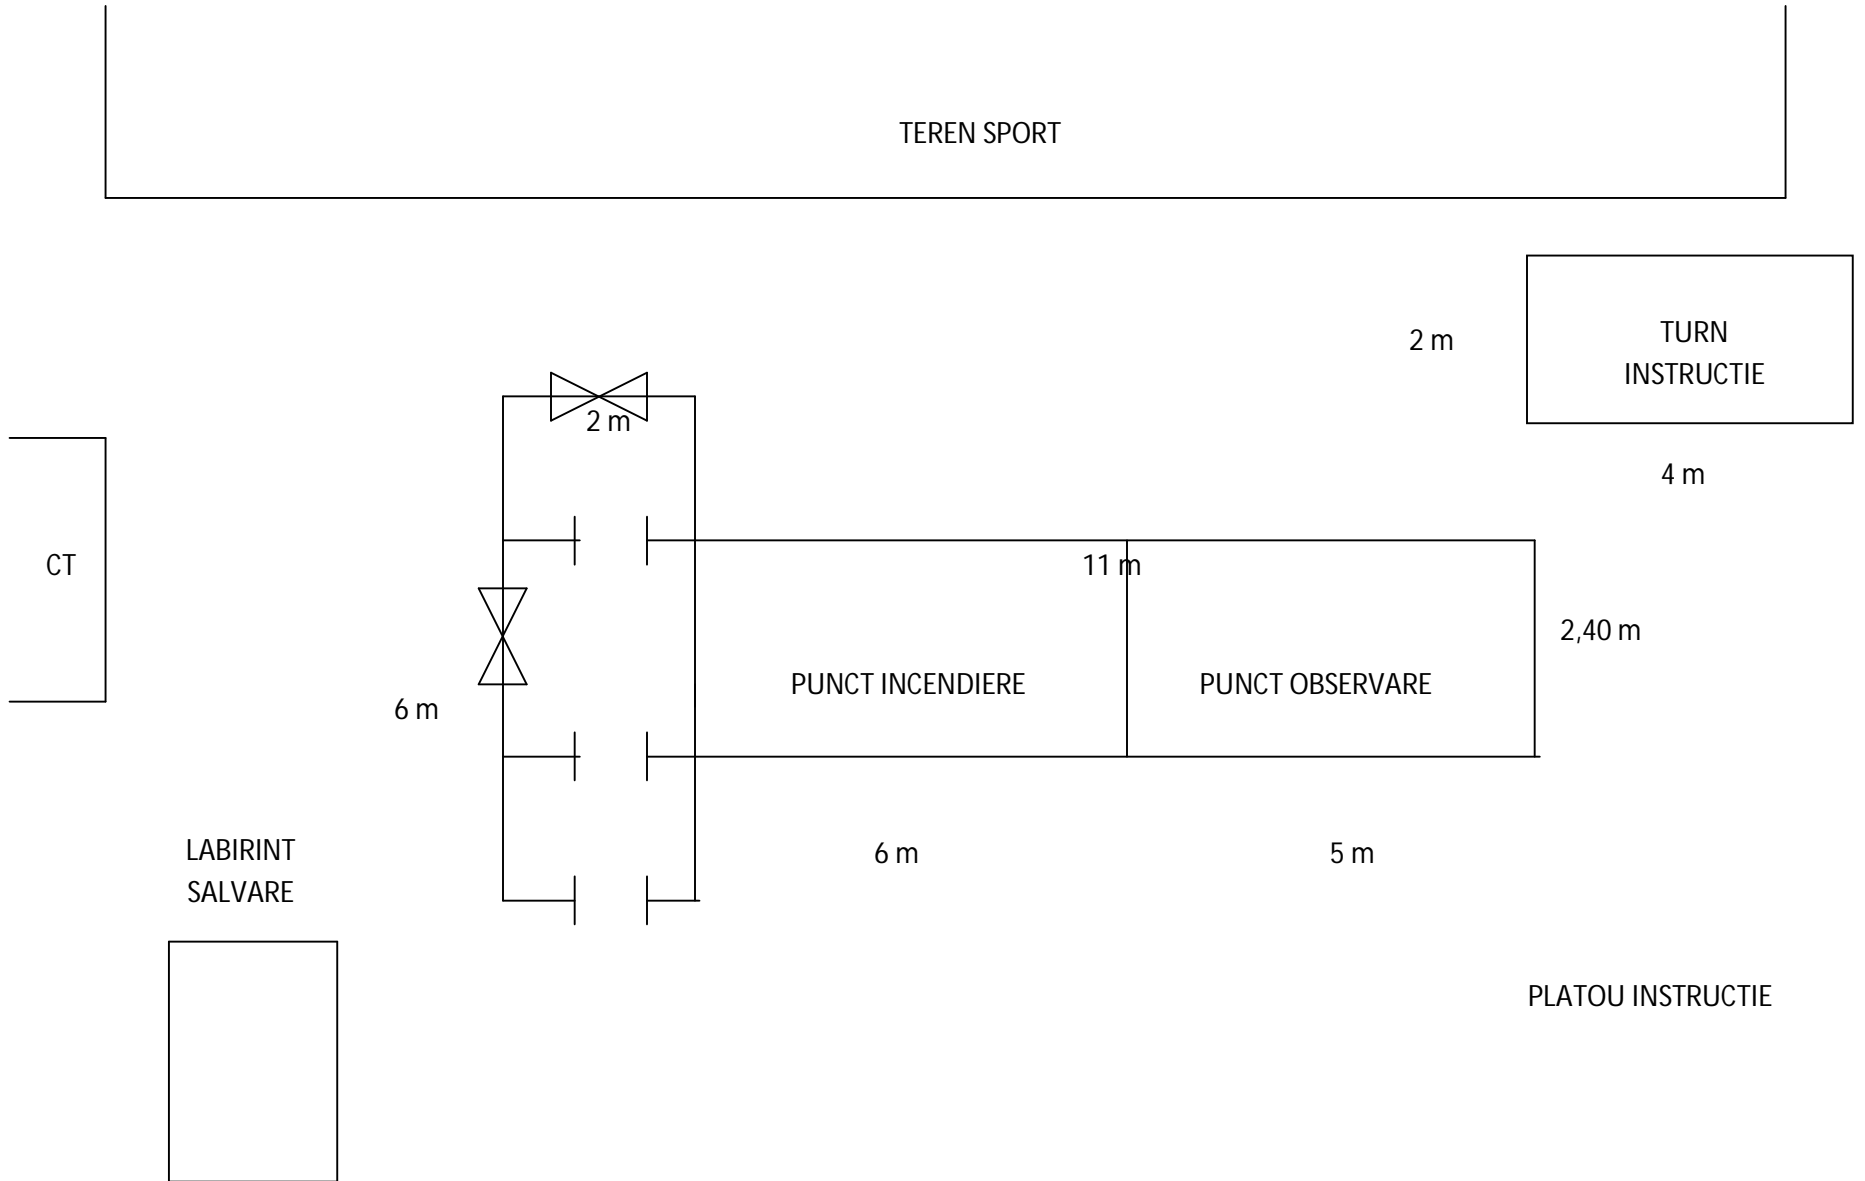 TEREN SPORT
2 m
TURN
INSTRUCTIE
2 m
4 m
CT
11 m
2,40 m
PUNCT INCENDIERE
PUNCT OBSERVARE
6 m
LABIRINT
SALVARE
6 m
5 m
PLATOU INSTRUCTIE